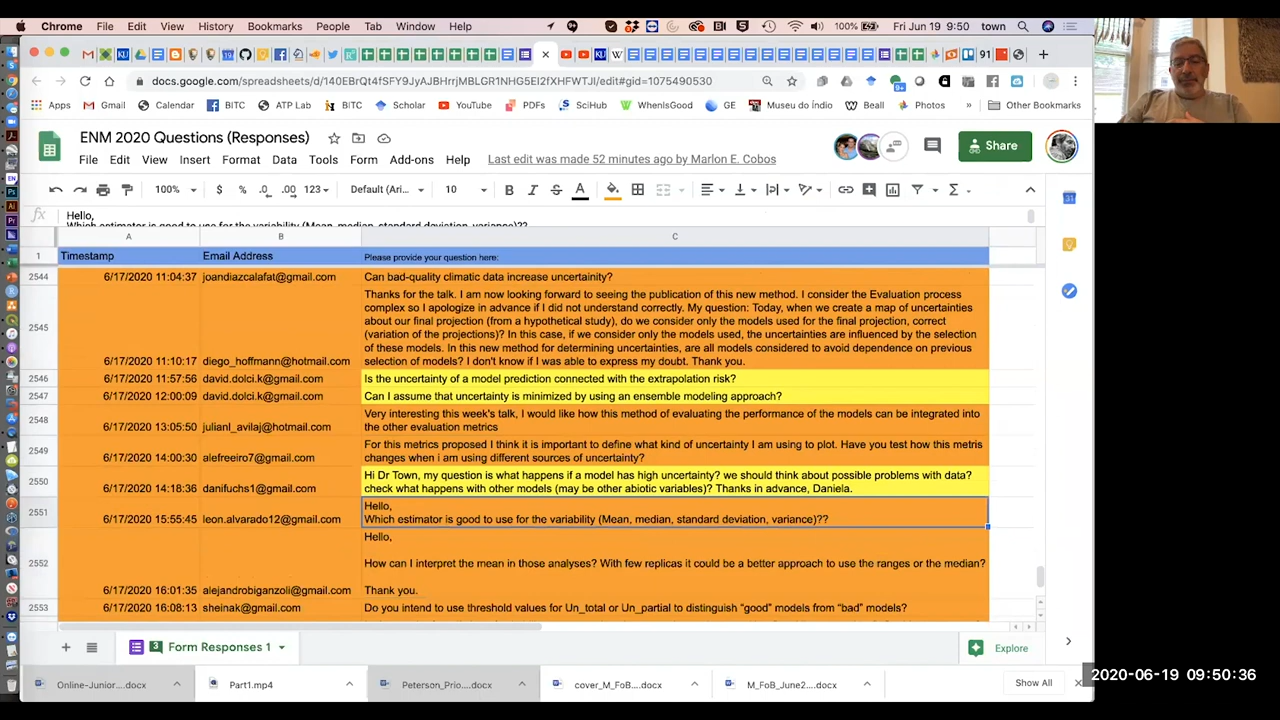 Chrome File Edit View History Bookmarks People Tab Window Help 100% Fri Jun 19 9:50 town
docs.google.com/spreadsheets/d/140EBrQt4fSFY9JyAJBHrrjMBLGR1NHG5EI2fXHFWTJI/edit#gid=1075490530
Apps Gmail Calendar BITC ATP Lab BITC Scholar YouTube PDFs SciHub WhenIsGood GE Museu do Índio Beall Photos » Other Bookmarks
ENM 2020 Questions (Responses)
File Edit View Insert Format Data Tools Form Add-ons Help Last edit was made 52 minutes ago by Marlon E. Cobos
Share
100% $ % .0 .00 123 Default (Ari... 10 B I S A
fx Hello,
Which estimator is good to use for the variability (Mean, median, standard deviation, variance)??
A B C
1 Timestamp Email Address Please provide your question here:
2544 6/17/2020 11:04:37 joandiazcalafat@gmail.com Can bad-quality climatic data increase uncertainity?
Thanks for the talk. I am now looking forward to seeing the publication of this new method. I consider the Evaluation process
complex so I apologize in advance if I did not understand correctly. My question: Today, when we create a map of uncertainties
about our final projection (from a hypothetical study), do we consider only the models used for the final projection, correct
(variation of the projections)? In this case, if we consider only the models used, the uncertainties are influenced by the selection
of these models. In this new method for determining uncertainties, are all models considered to avoid dependence on previous
2545 6/17/2020 11:10:17 diego_hoffmann@hotmail.com selection of models? I don't know if I was able to express my doubt. Thank you.
2546 6/17/2020 11:57:56 david.dolci.k@gmail.com Is the uncertainty of a model prediction connected with the extrapolation risk?
2547 6/17/2020 12:00:09 david.dolci.k@gmail.com Can I assume that uncertainty is minimized by using an ensemble modeling approach?
Very interesting this week's talk, I would like how this method of evaluating the performance of the models can be integrated into
2548 6/17/2020 13:05:50 julianl_avilaj@hotmail.com the other evaluation metrics
For this metrics proposed I think it is important to define what kind of uncertainty I am using to plot. Have you test how this metris
2549 6/17/2020 14:00:30 alefreeiro7@gmail.com changes when i am using different sources of uncertainty?
Hi Dr Town, my question is what happens if a model has high uncertainty? we should think about possible problems with data?
2550 6/17/2020 14:18:36 danifuchs1@gmail.com check what happens with other models (may be other abiotic variables)? Thanks in advance, Daniela.
Hello,
2551 6/17/2020 15:55:45 leon.alvarado12@gmail.com Which estimator is good to use for the variability (Mean, median, standard deviation, variance)??
Hello,
2552 How can I interpret the mean in those analyses? With few replicas it could be a better approach to use the ranges or the median?
6/17/2020 16:01:35 alejandrobiganzoli@gmail.com Thank you.
2553 6/17/2020 16:08:13 sheinak@gmail.com Do you intend to use threshold values for Un_total or Un_partial to distinguish “good” models from “bad” models?
+ 3 Form Responses 1 Explore
Online-Junior....docx Part1.mp4 Peterson_Prio....docx cover_M_FoB.docx M_FoB_June2....docx Show All
2020-06-19 09:50:36